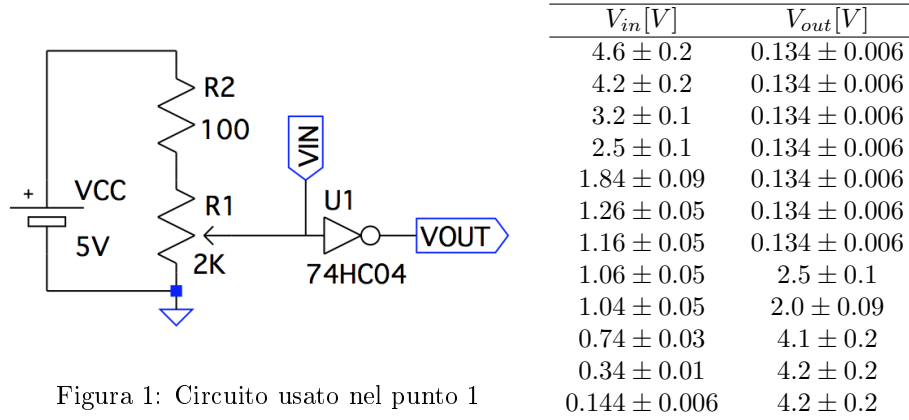 R2
100
VIN
+
VCC
5V
R1
2K
U1
74HC04
VOUT
Figura 1: Circuito usato nel punto 1
V_in[V] V_out[V]
4.6 ± 0.2 0.134 ± 0.006
4.2 ± 0.2 0.134 ± 0.006
3.2 ± 0.1 0.134 ± 0.006
2.5 ± 0.1 0.134 ± 0.006
1.84 ± 0.09 0.134 ± 0.006
1.26 ± 0.05 0.134 ± 0.006
1.16 ± 0.05 0.134 ± 0.006
1.06 ± 0.05 2.5 ± 0.1
1.04 ± 0.05 2.0 ± 0.09
0.74 ± 0.03 4.1 ± 0.2
0.34 ± 0.01 4.2 ± 0.2
0.144 ± 0.006 4.2 ± 0.2